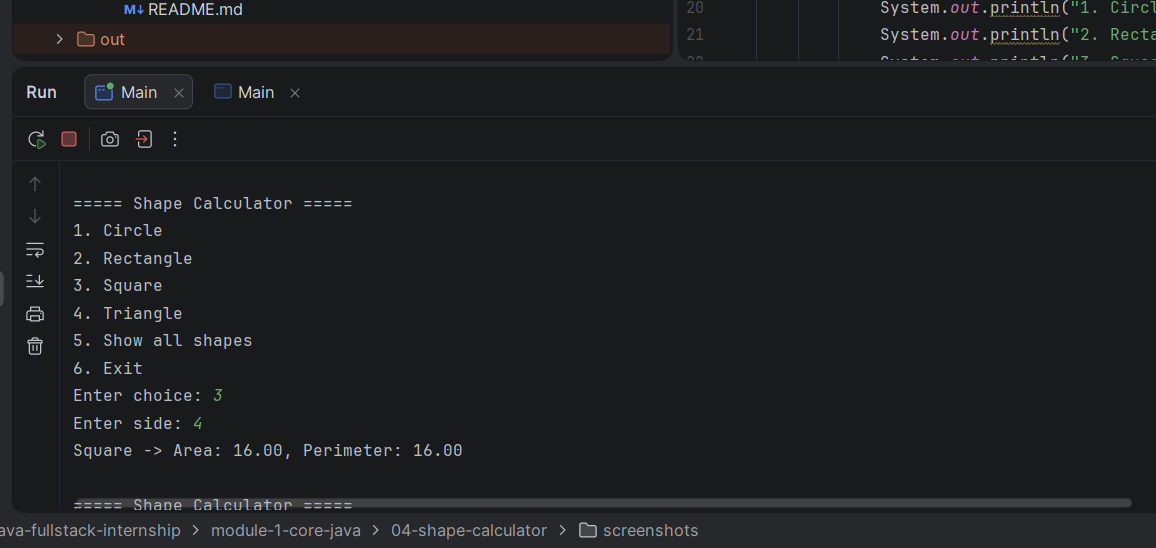 README.md
out
20 System.out.println("1. Circl
21 System.out.println("2. Recta
Run Main Main
===== Shape Calculator =====
1. Circle
2. Rectangle
3. Square
4. Triangle
5. Show all shapes
6. Exit
Enter choice: 3
Enter side: 4
Square -> Area: 16.00, Perimeter: 16.00
===== Shape Calculator =====
ava-fullstack-internship > module-1-core-java > 04-shape-calculator > screenshots